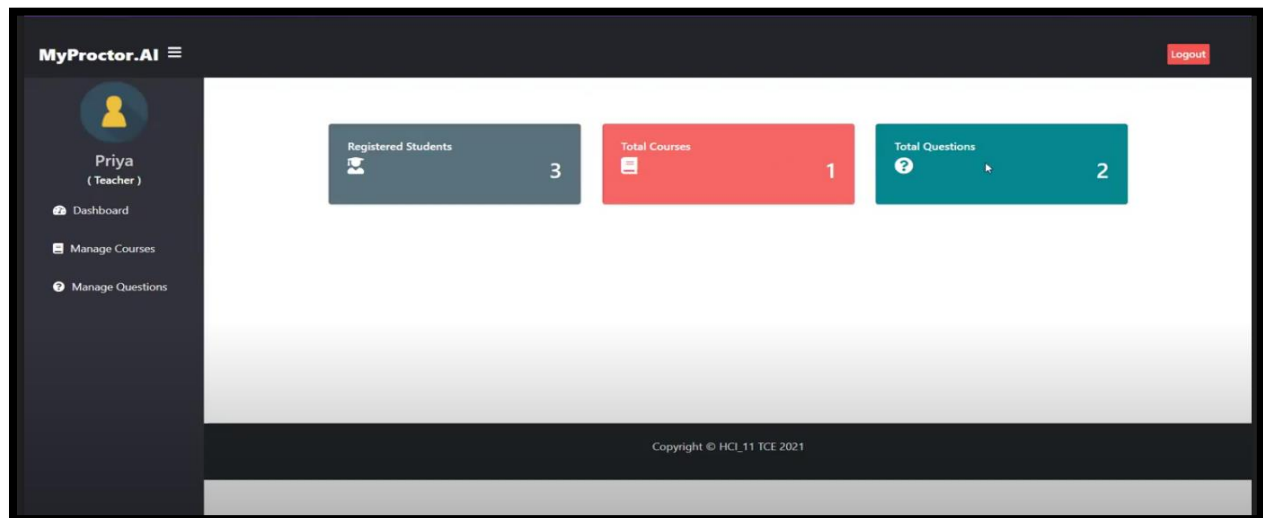 MyProctor.AI
Logout
Priya
( Teacher )
Dashboard
Manage Courses
Manage Questions
Registered Students
3
Total Courses
1
Total Questions
2
Copyright © HCI_11 TCE 2021